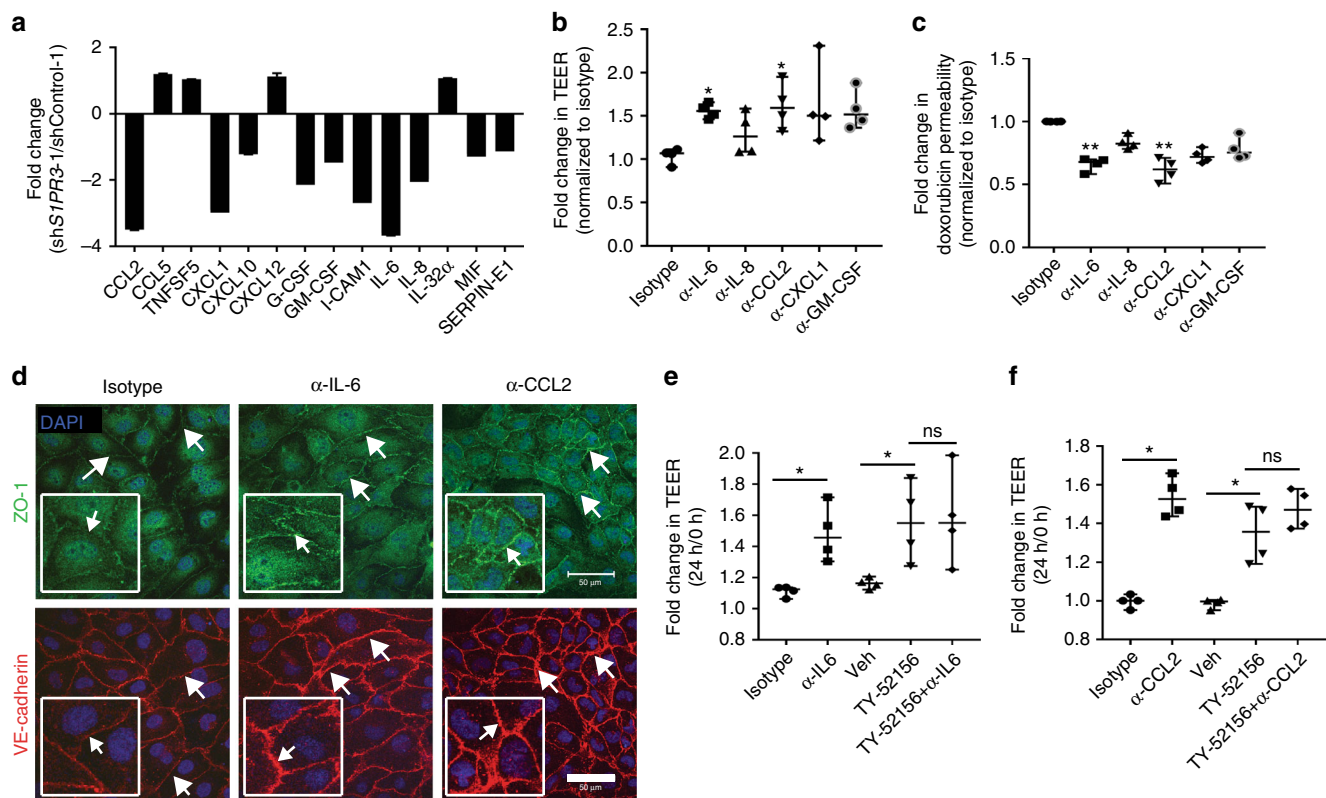 a
Fold change
(shS1PR3-1/shControl-1)
2
0
–2
–4
CCL2
CCL5
TNFSF5
CXCL1
CXCL10
CXCL12
G-CSF
GM-CSF
I-CAM1
IL-6
IL-8
IL-32α
MIF
SERPIN-E1
b
Fold change in TEER
(normalized to isotype)
2.5
2.0
1.5
1.0
0.5
0.0
*
*
Isotype
α-IL-6
α-IL-8
α-CCL2
α-CXCL1
α-GM-CSF
c
Fold change in
doxorubicin permeability
(normalized to isotype)
1.0
0.5
0.0
**
**
Isotype
α-IL-6
α-IL-8
α-CCL2
α-CXCL1
α-GM-CSF
d
Isotype
α-IL-6
α-CCL2
DAPI
ZO-1
50 µm
VE-cadherin
50 µm
e
Fold change in TEER
(24 h/0 h)
2.0
1.8
1.6
1.4
1.2
1.0
0.8
*
*
ns
Isotype
α-IL6
Veh
TY-52156
TY-52156+α-IL6
f
Fold change in TEER
(24 h/0 h)
1.8
1.6
1.4
1.2
1.0
0.8
*
*
ns
Isotype
α-CCL2
Veh
TY-52156
TY-52156+α-CCL2